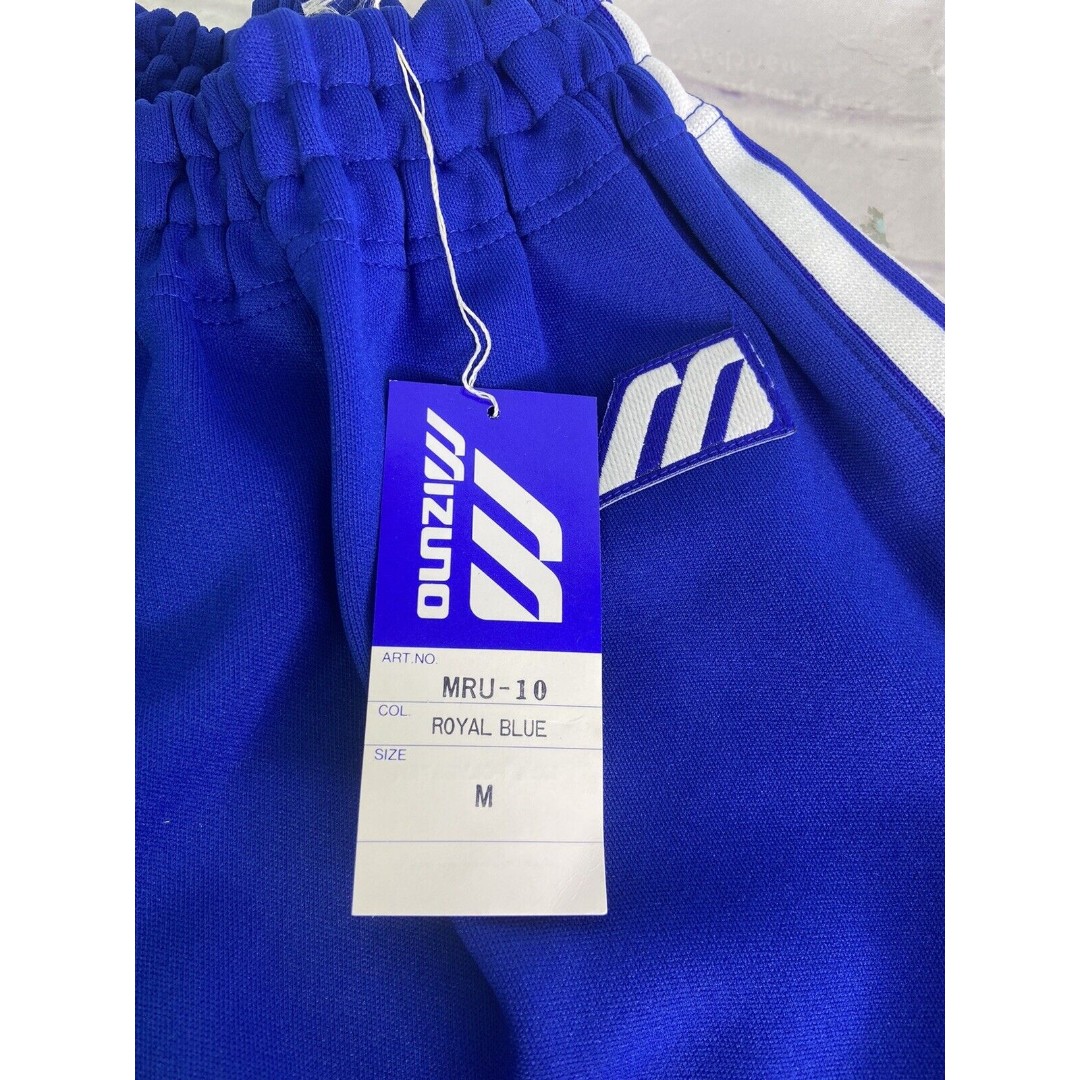 MIZUNO
ART.NO.
MRU-10
COL.
ROYAL BLUE
SIZE
M